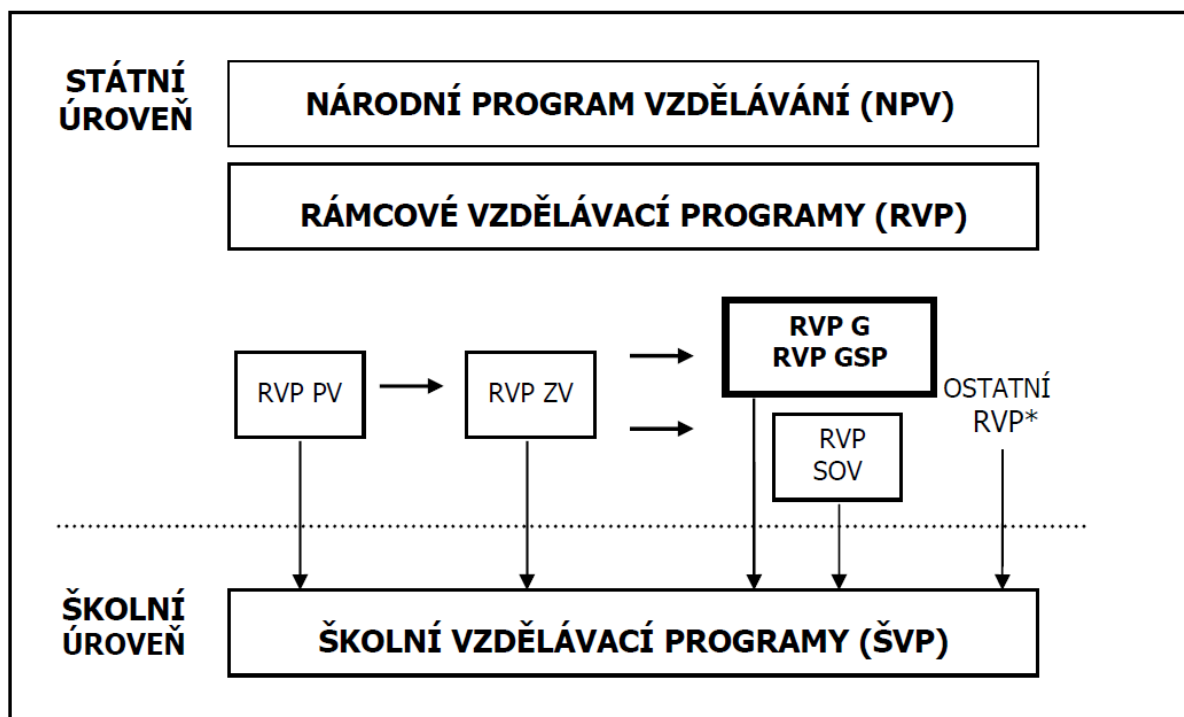 STÁTNÍ
ÚROVEŇ
NÁRODNÍ PROGRAM VZDĚLÁVÁNÍ (NPV)
RÁMCOVÉ VZDĚLÁVACÍ PROGRAMY (RVP)
RVP PV
RVP ZV
RVP G
RVP GSP
RVP
SOV
OSTATNÍ
RVP*
ŠKOLNÍ
ÚROVEŇ
ŠKOLNÍ VZDĚLÁVACÍ PROGRAMY (ŠVP)